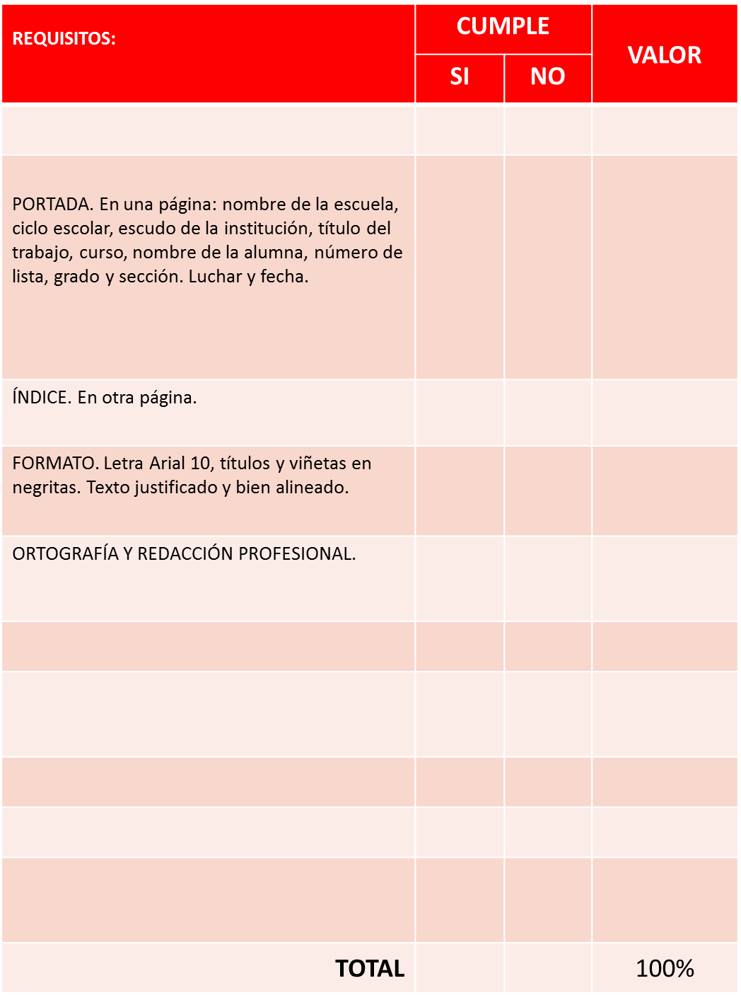 REQUISITOS:
CUMPLE
VALOR
SI
NO
PORTADA. En una página: nombre de la escuela,
ciclo escolar, escudo de la institución, título del
trabajo, curso, nombre de la alumna, número de
lista, grado y sección. Luchar y fecha.
ÍNDICE. En otra página.
FORMATO. Letra Arial 10, títulos y viñetas en
negritas. Texto justificado y bien alineado.
ORTOGRAFÍA Y REDACCIÓN PROFESIONAL.
TOTAL
100%